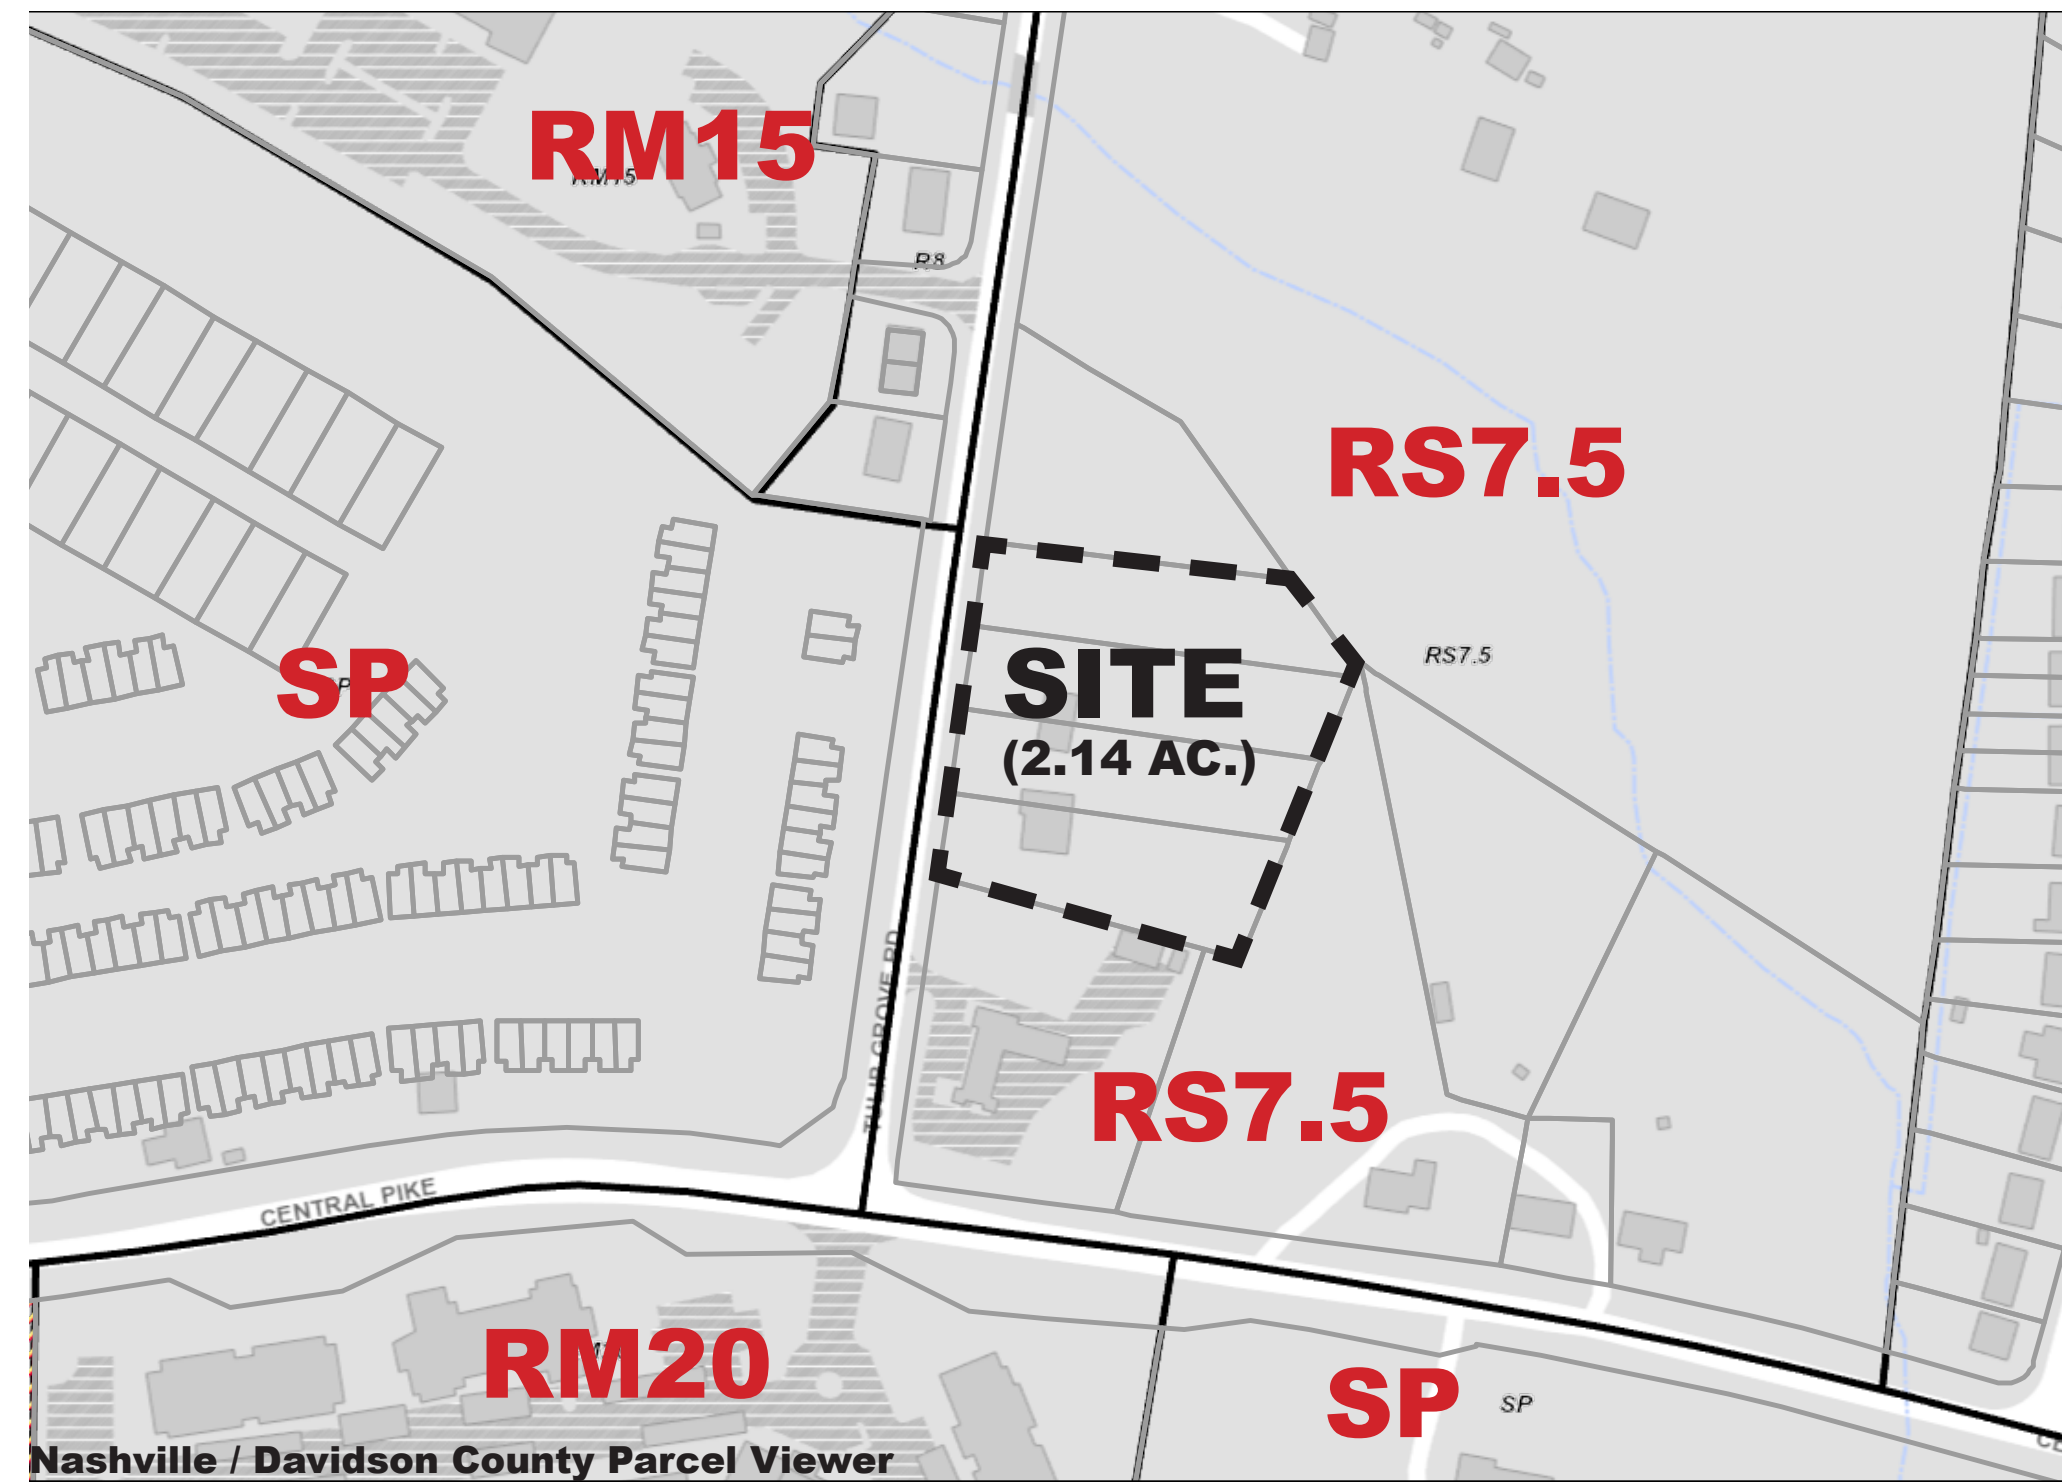 RM15
RM15
R8
RS7.5
RS7.5
SITE
(2.14 AC.)
SP
TULIP GROVE RD
RS7.5
CENTRAL PIKE
RM20
SP
SP
Nashville / Davidson County Parcel Viewer